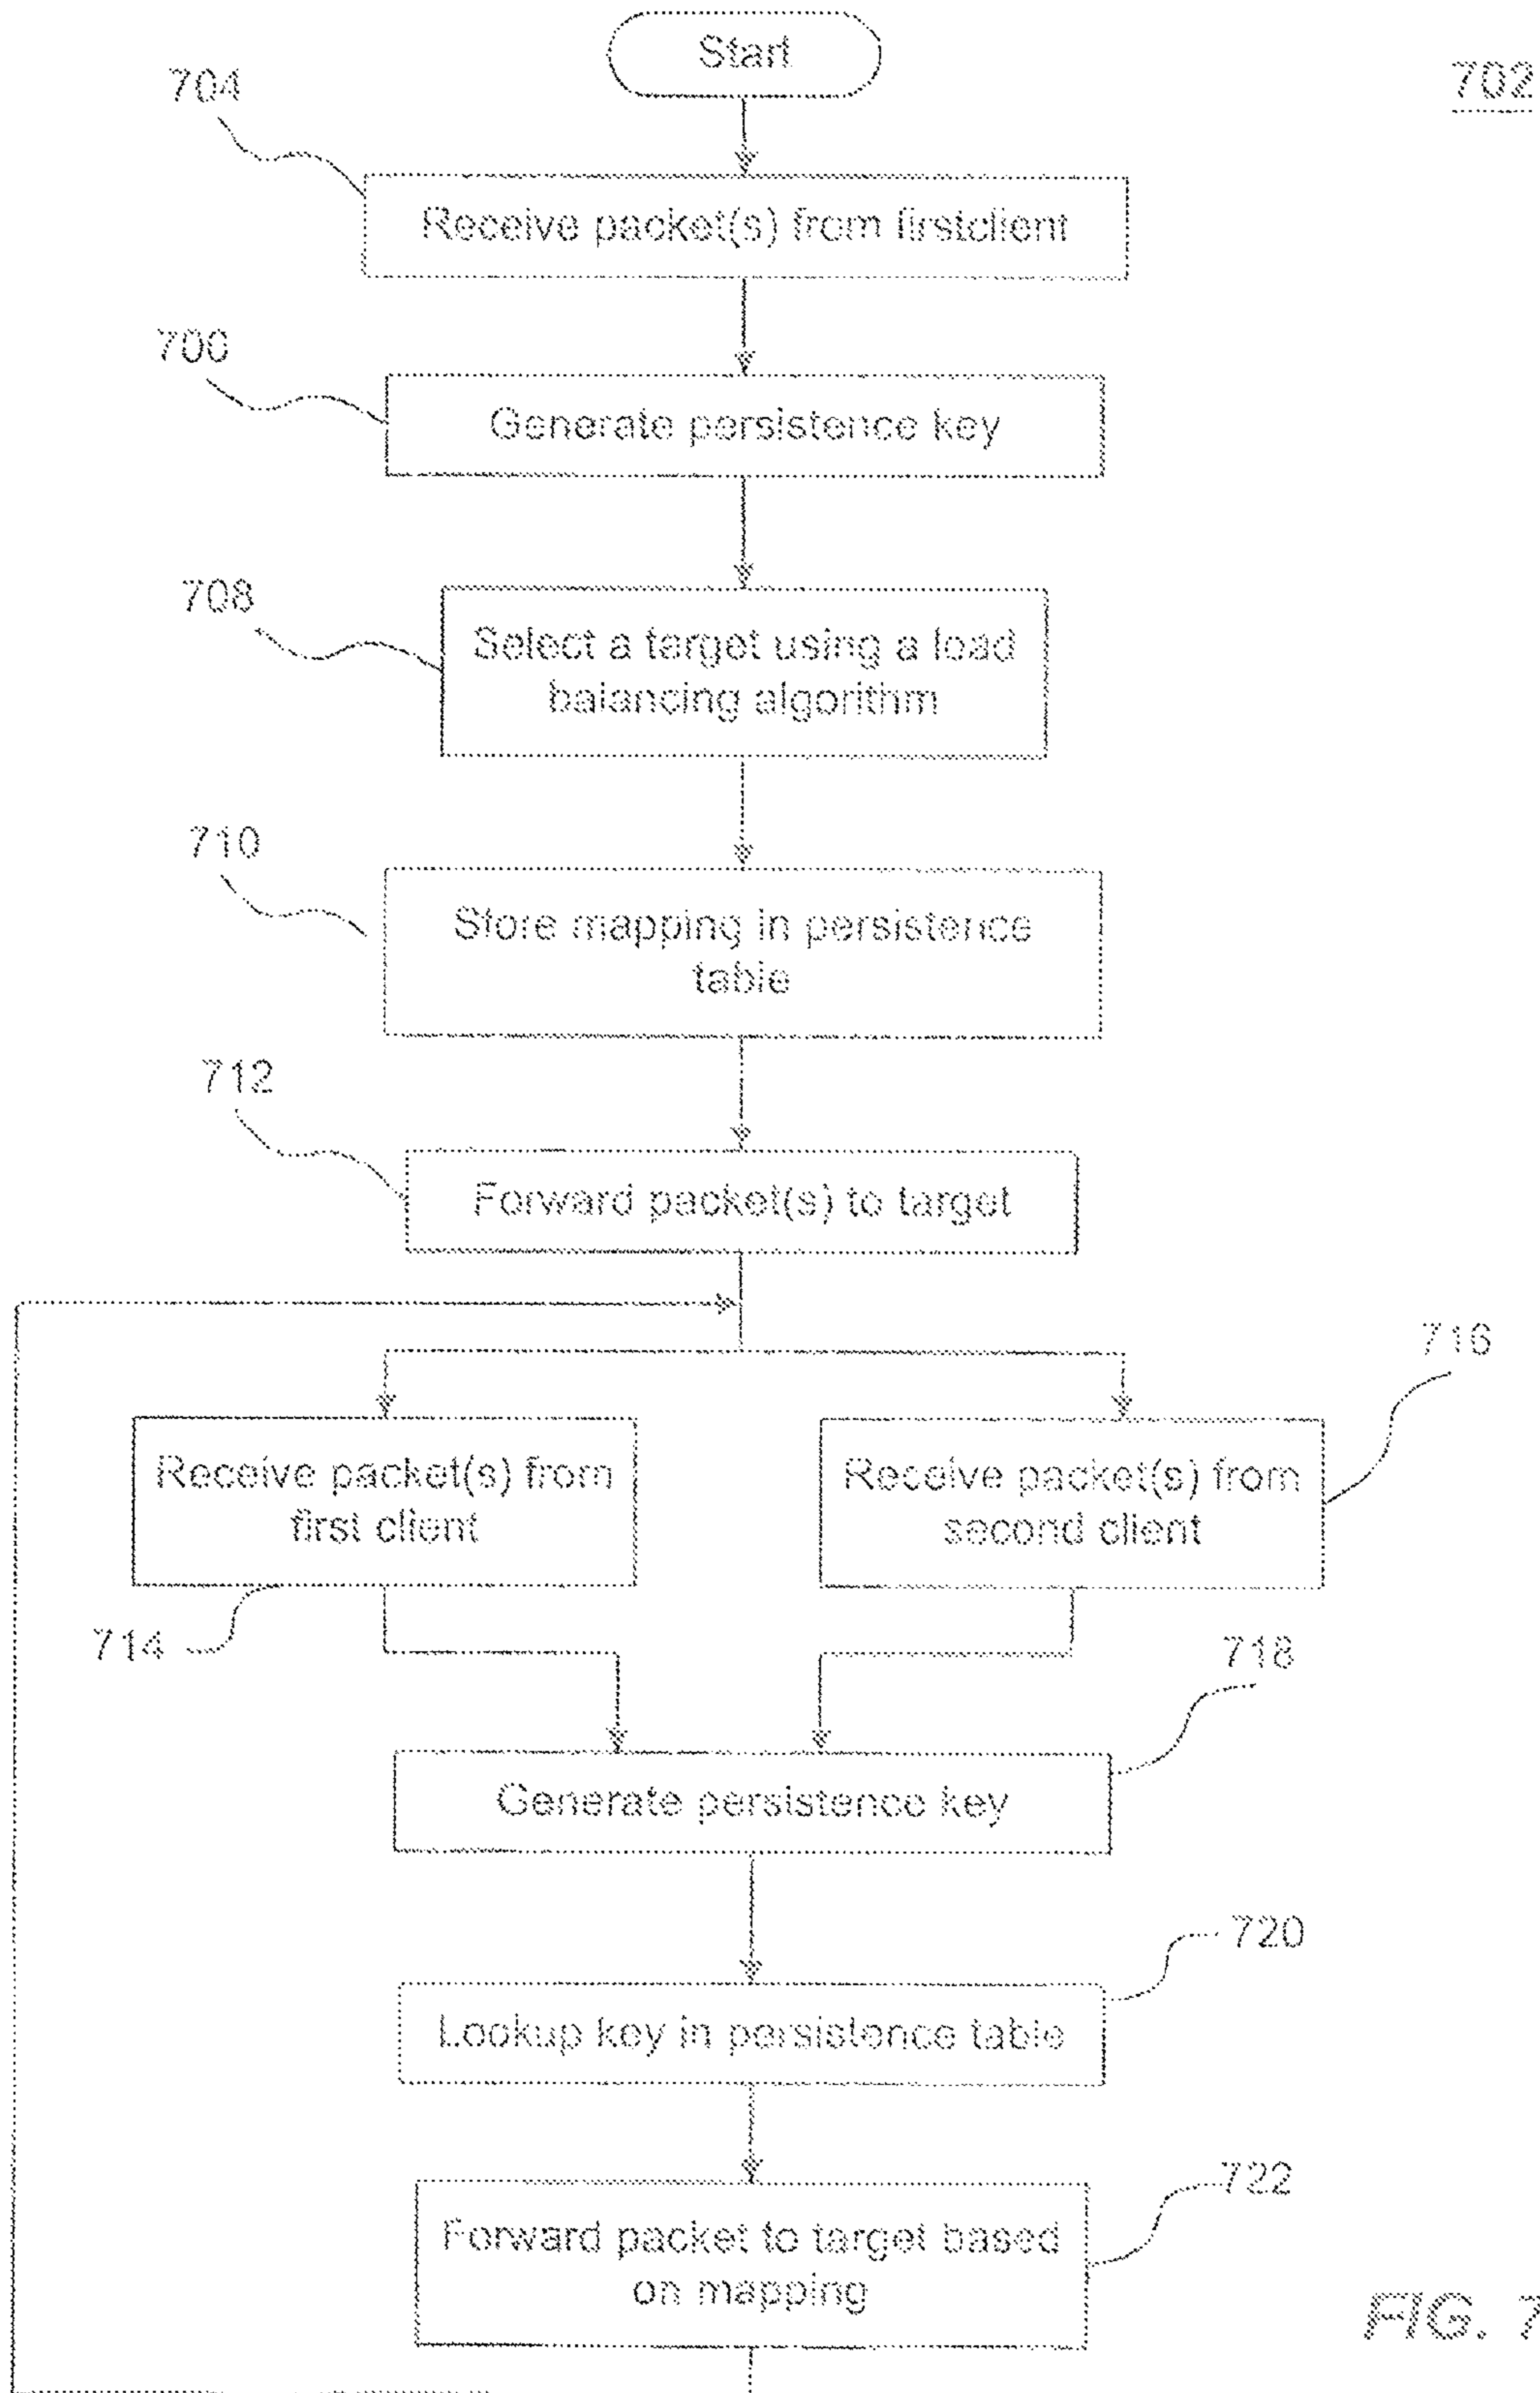 Start
702
704
Receive packet(s) from firstclient
700
Generate persistence key
708
Select a target using a load
balancing algorithm
710
Store mapping in persistence
table
712
Forward packet(s) to target
716
Receive packet(s) from
first client
Receive packet(s) from
second client
714
718
Generate persistence key
720
Lookup key in persistence table
722
Forward packet to target based
on mapping
FIG. 7